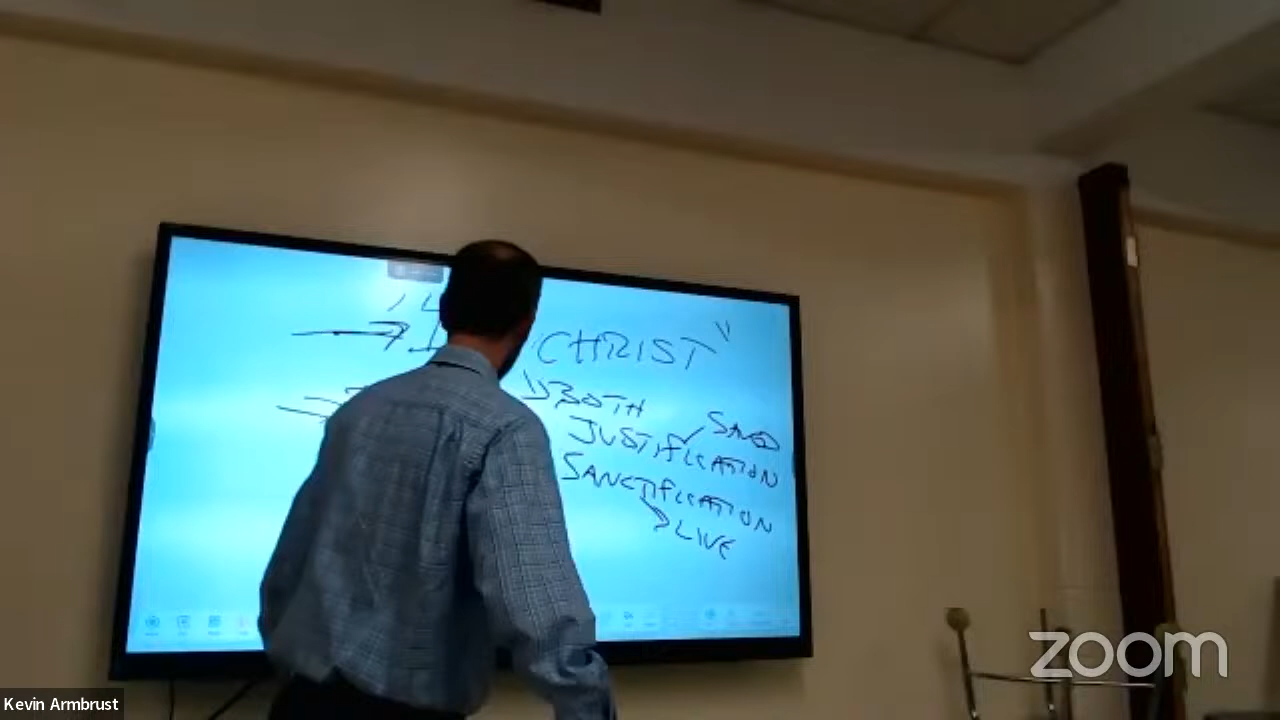 CHRIST"
BOTH
SAVED
JUSTIFICATION
SANCTIFICATION
LIVE
zoom
Kevin Armbrust